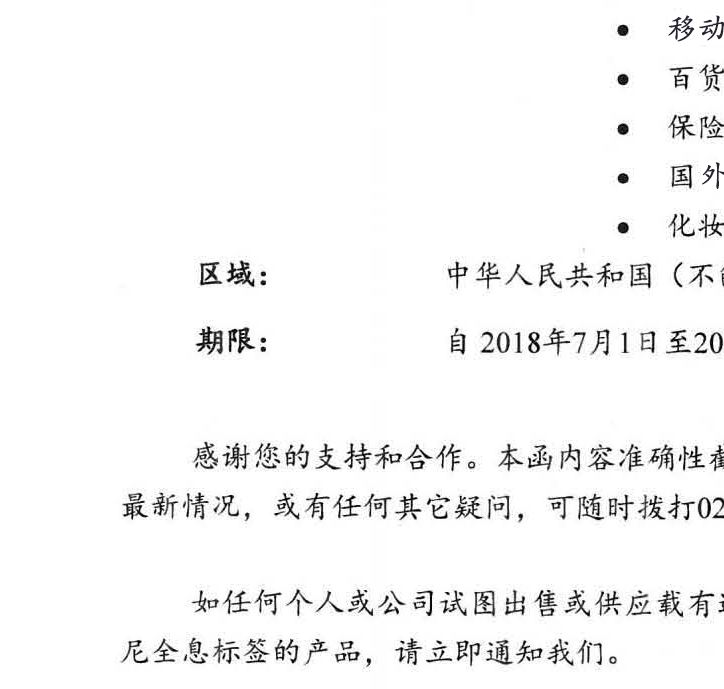 ● 移动
● 百货
● 保险
● 国外
● 化妆
区域： 中华人民共和国（不
期限： 自 2018年7月1日至20
感谢您的支持和合作。本函内容准确性截
最新情况，或有任何其它疑问，可随时拨打02
如任何个人或公司试图出售或供应载有
尼全息标签的产品，请立即通知我们。